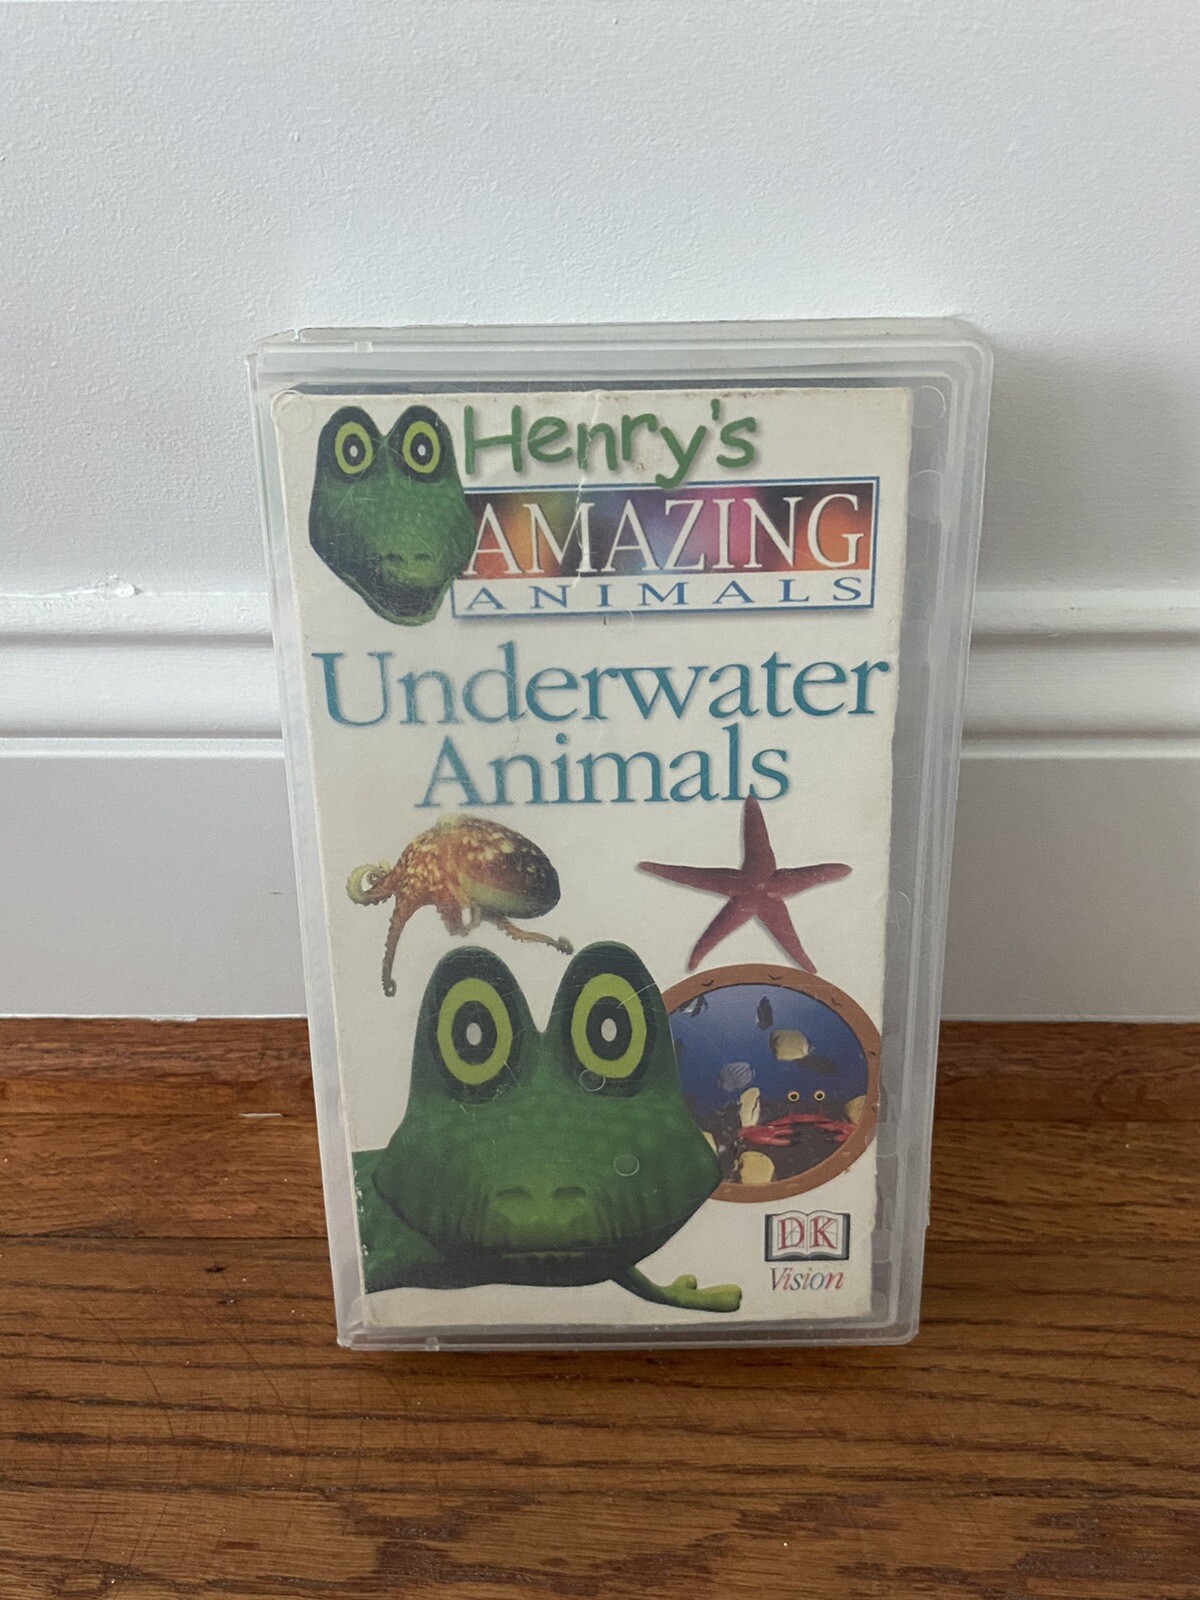 Henry's
AMAZING
ANIMALS
Underwater
Animals
DK
Vision